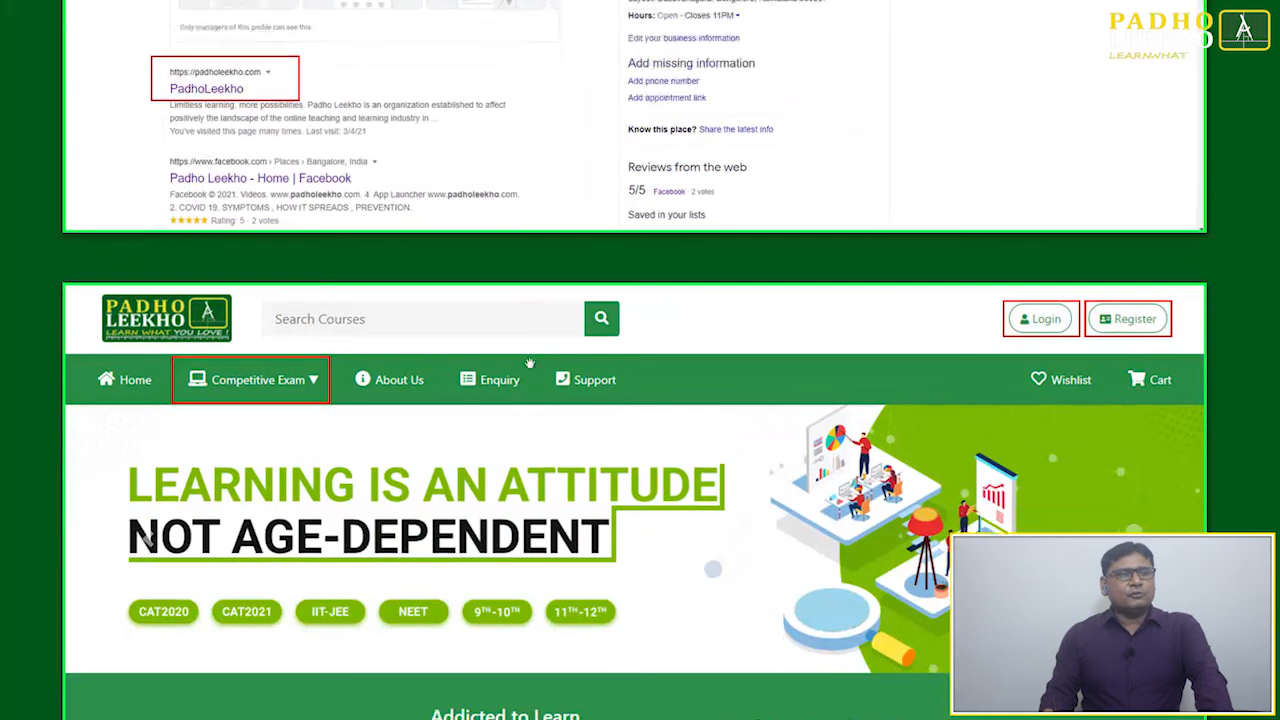 Only managers of this profile can see this
https://padholeekho.com
PadhoLeekho
Limitless learning, more possibilities. Padho Leekho is an organization established to affect
positively the landscape of the online teaching and learning industry in ...
You've visited this page many times. Last visit: 3/4/21
https://www.facebook.com › Places › Bangalore, India
Padho Leekho - Home | Facebook
Facebook © 2021. Videos. www.padholeekho.com. 4. App Launcher www.padholeekho.com.
2. COVID 19, SYMPTOMS , HOW IT SPREADS , PREVENTION.
Rating: 5 · 2 votes
Hours: Open - Closes 11PM
Edit your business information
Add missing information
Add phone number
Add appointment link
Know this place? Share the latest info
Reviews from the web
5/5 Facebook 2 votes
Saved in your lists
PADHO
LEARNWHAT
PADHO
LEEKHO
LEARN WHAT YOU LOVE !
Search Courses
Login
Register
Home
Competitive Exam ▼
About Us
Enquiry
Support
Wishlist
Cart
LEARNING IS AN ATTITUDE
NOT AGE-DEPENDENT
CAT2020
CAT2021
IIT-JEE
NEET
9TH-10TH
11TH-12TH
Addicted to Learn